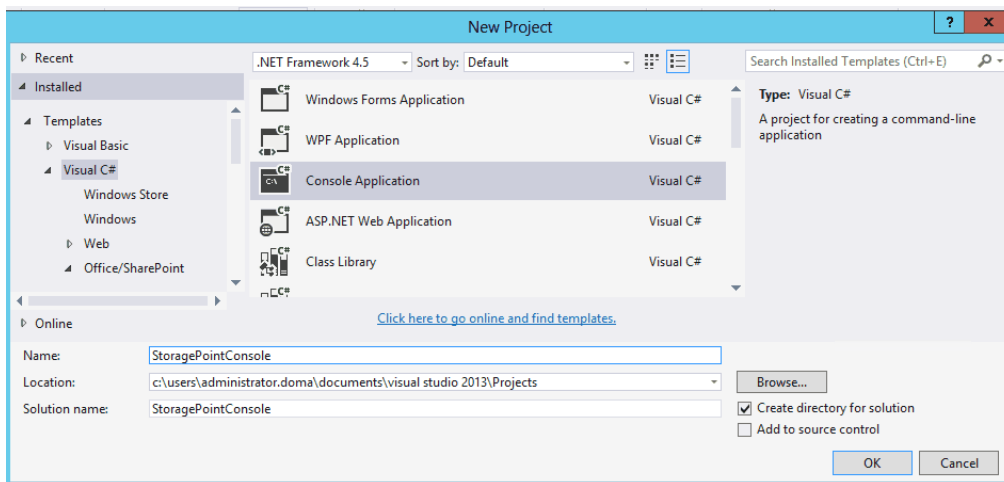 New Project
? x
Recent
.NET Framework 4.5
Sort by: Default
Search Installed Templates (Ctrl+E)
Installed
Templates
Visual Basic
Visual C#
Windows Store
Windows
Web
Office/SharePoint
Online
C# Windows Forms Application Visual C#
C# WPF Application Visual C#
C# C:\ Console Application Visual C#
C# ASP.NET Web Application Visual C#
C# Class Library Visual C#
C#
Click here to go online and find templates.
Type: Visual C#
A project for creating a command-line
application
Name: StoragePointConsole
Location: c:\users\administrator.doma\documents\visual studio 2013\Projects
Browse...
Solution name: StoragePointConsole
Create directory for solution
Add to source control
OK Cancel